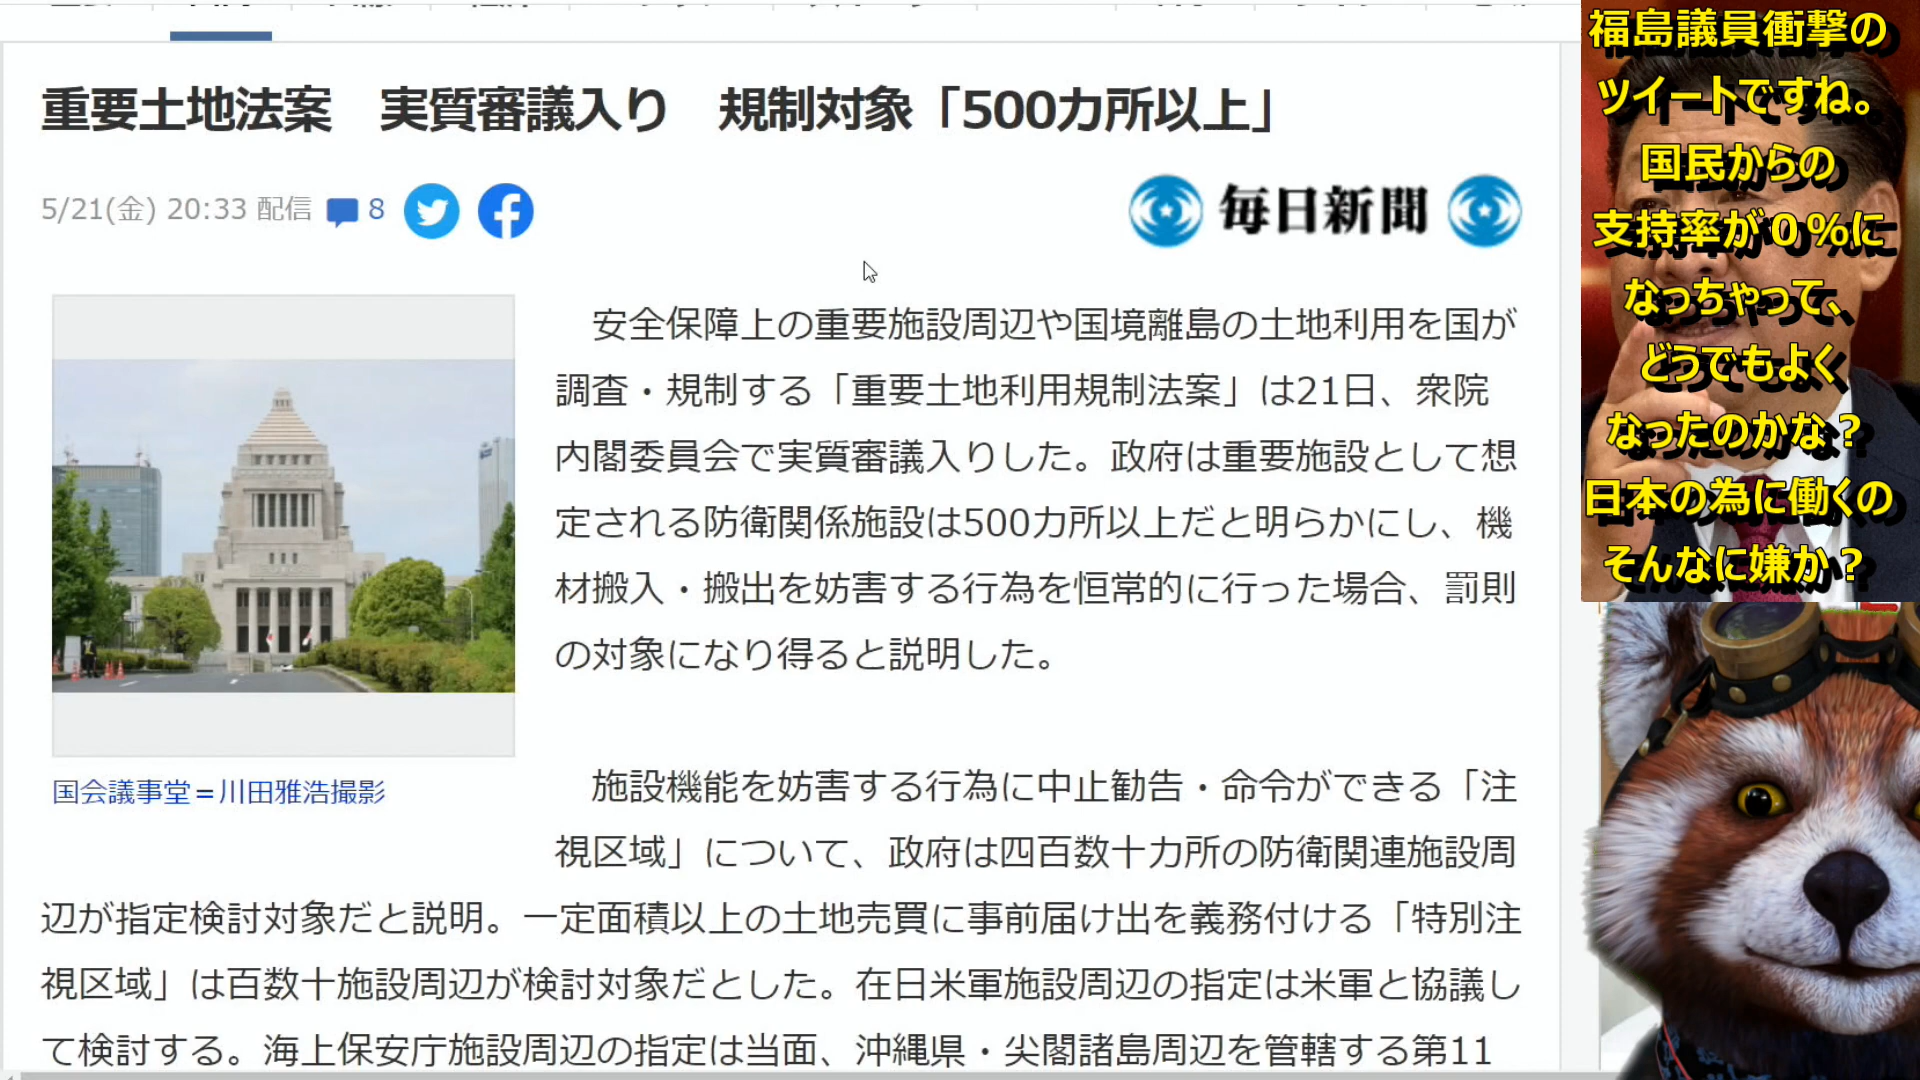 重要土地法案　実質審議入り　規制対象「500カ所以上」
5/21(金) 20:33 配信 8
毎日新聞
安全保障上の重要施設周辺や国境離島の土地利用を国が
調査・規制する「重要土地利用規制法案」は21日、衆院
内閣委員会で実質審議入りした。政府は重要施設として想
定される防衛関係施設は500カ所以上だと明らかにし、機
材搬入・搬出を妨害する行為を恒常的に行った場合、罰則
の対象になり得ると説明した。
国会議事堂＝川田雅浩撮影
施設機能を妨害する行為に中止勧告・命令ができる「注
視区域」について、政府は四百数十カ所の防衛関連施設周
辺が指定検討対象だと説明。一定面積以上の土地売買に事前届け出を義務付ける「特別注
視区域」は百数十施設周辺が検討対象だとした。在日米軍施設周辺の指定は米軍と協議し
て検討する。海上保安庁施設周辺の指定は当面、沖縄県・尖閣諸島周辺を管轄する第11
福島議員衝撃の
ツイートですね。
国民からの
支持率が０％に
なっちゃって、
どうでもよく
なったのかな？
日本の為に働くの
そんなに嫌か？